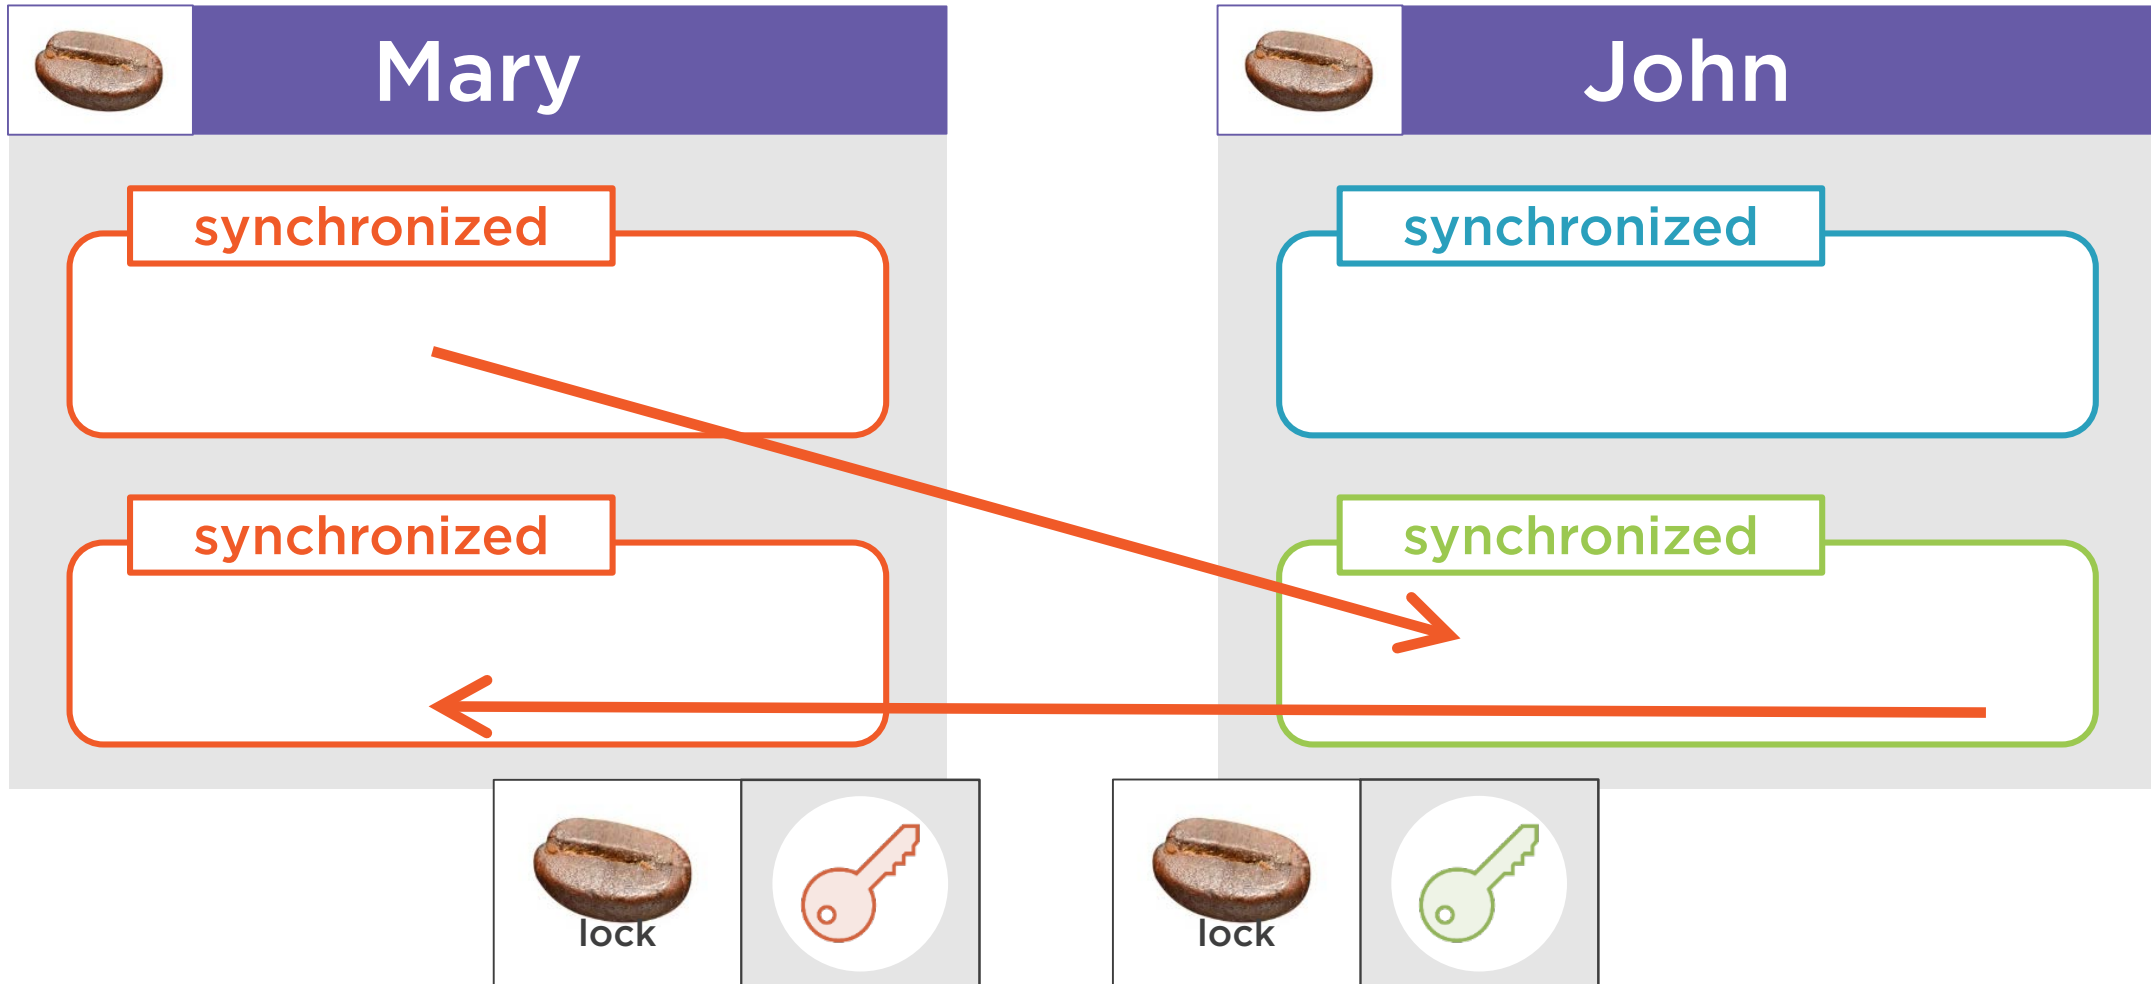 Mary
synchronized
synchronized
John
synchronized
synchronized
lock
lock